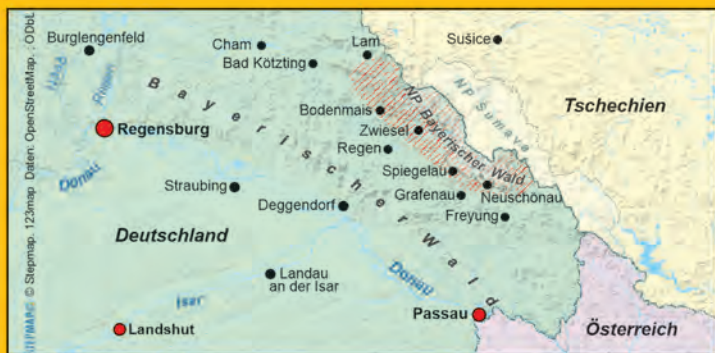 Burglengenfeld
Cham
Lam
Sušice
Bad Kötzting
Naab
Regen
NP Šumava
Tschechien
Bayerischer Wald
NP Bayerischer Wald
Bodenmais
Zwiesel
Regensburg
Regen
Donau
Spiegelau
Straubing
Grafenau
Neuschönau
Deggendorf
Freyung
Deutschland
Landau
an der Isar
Donau
Isar
Passau
Landshut
Österreich
© Stepmap, 123map Daten: OpenStreetMap, : ODbL